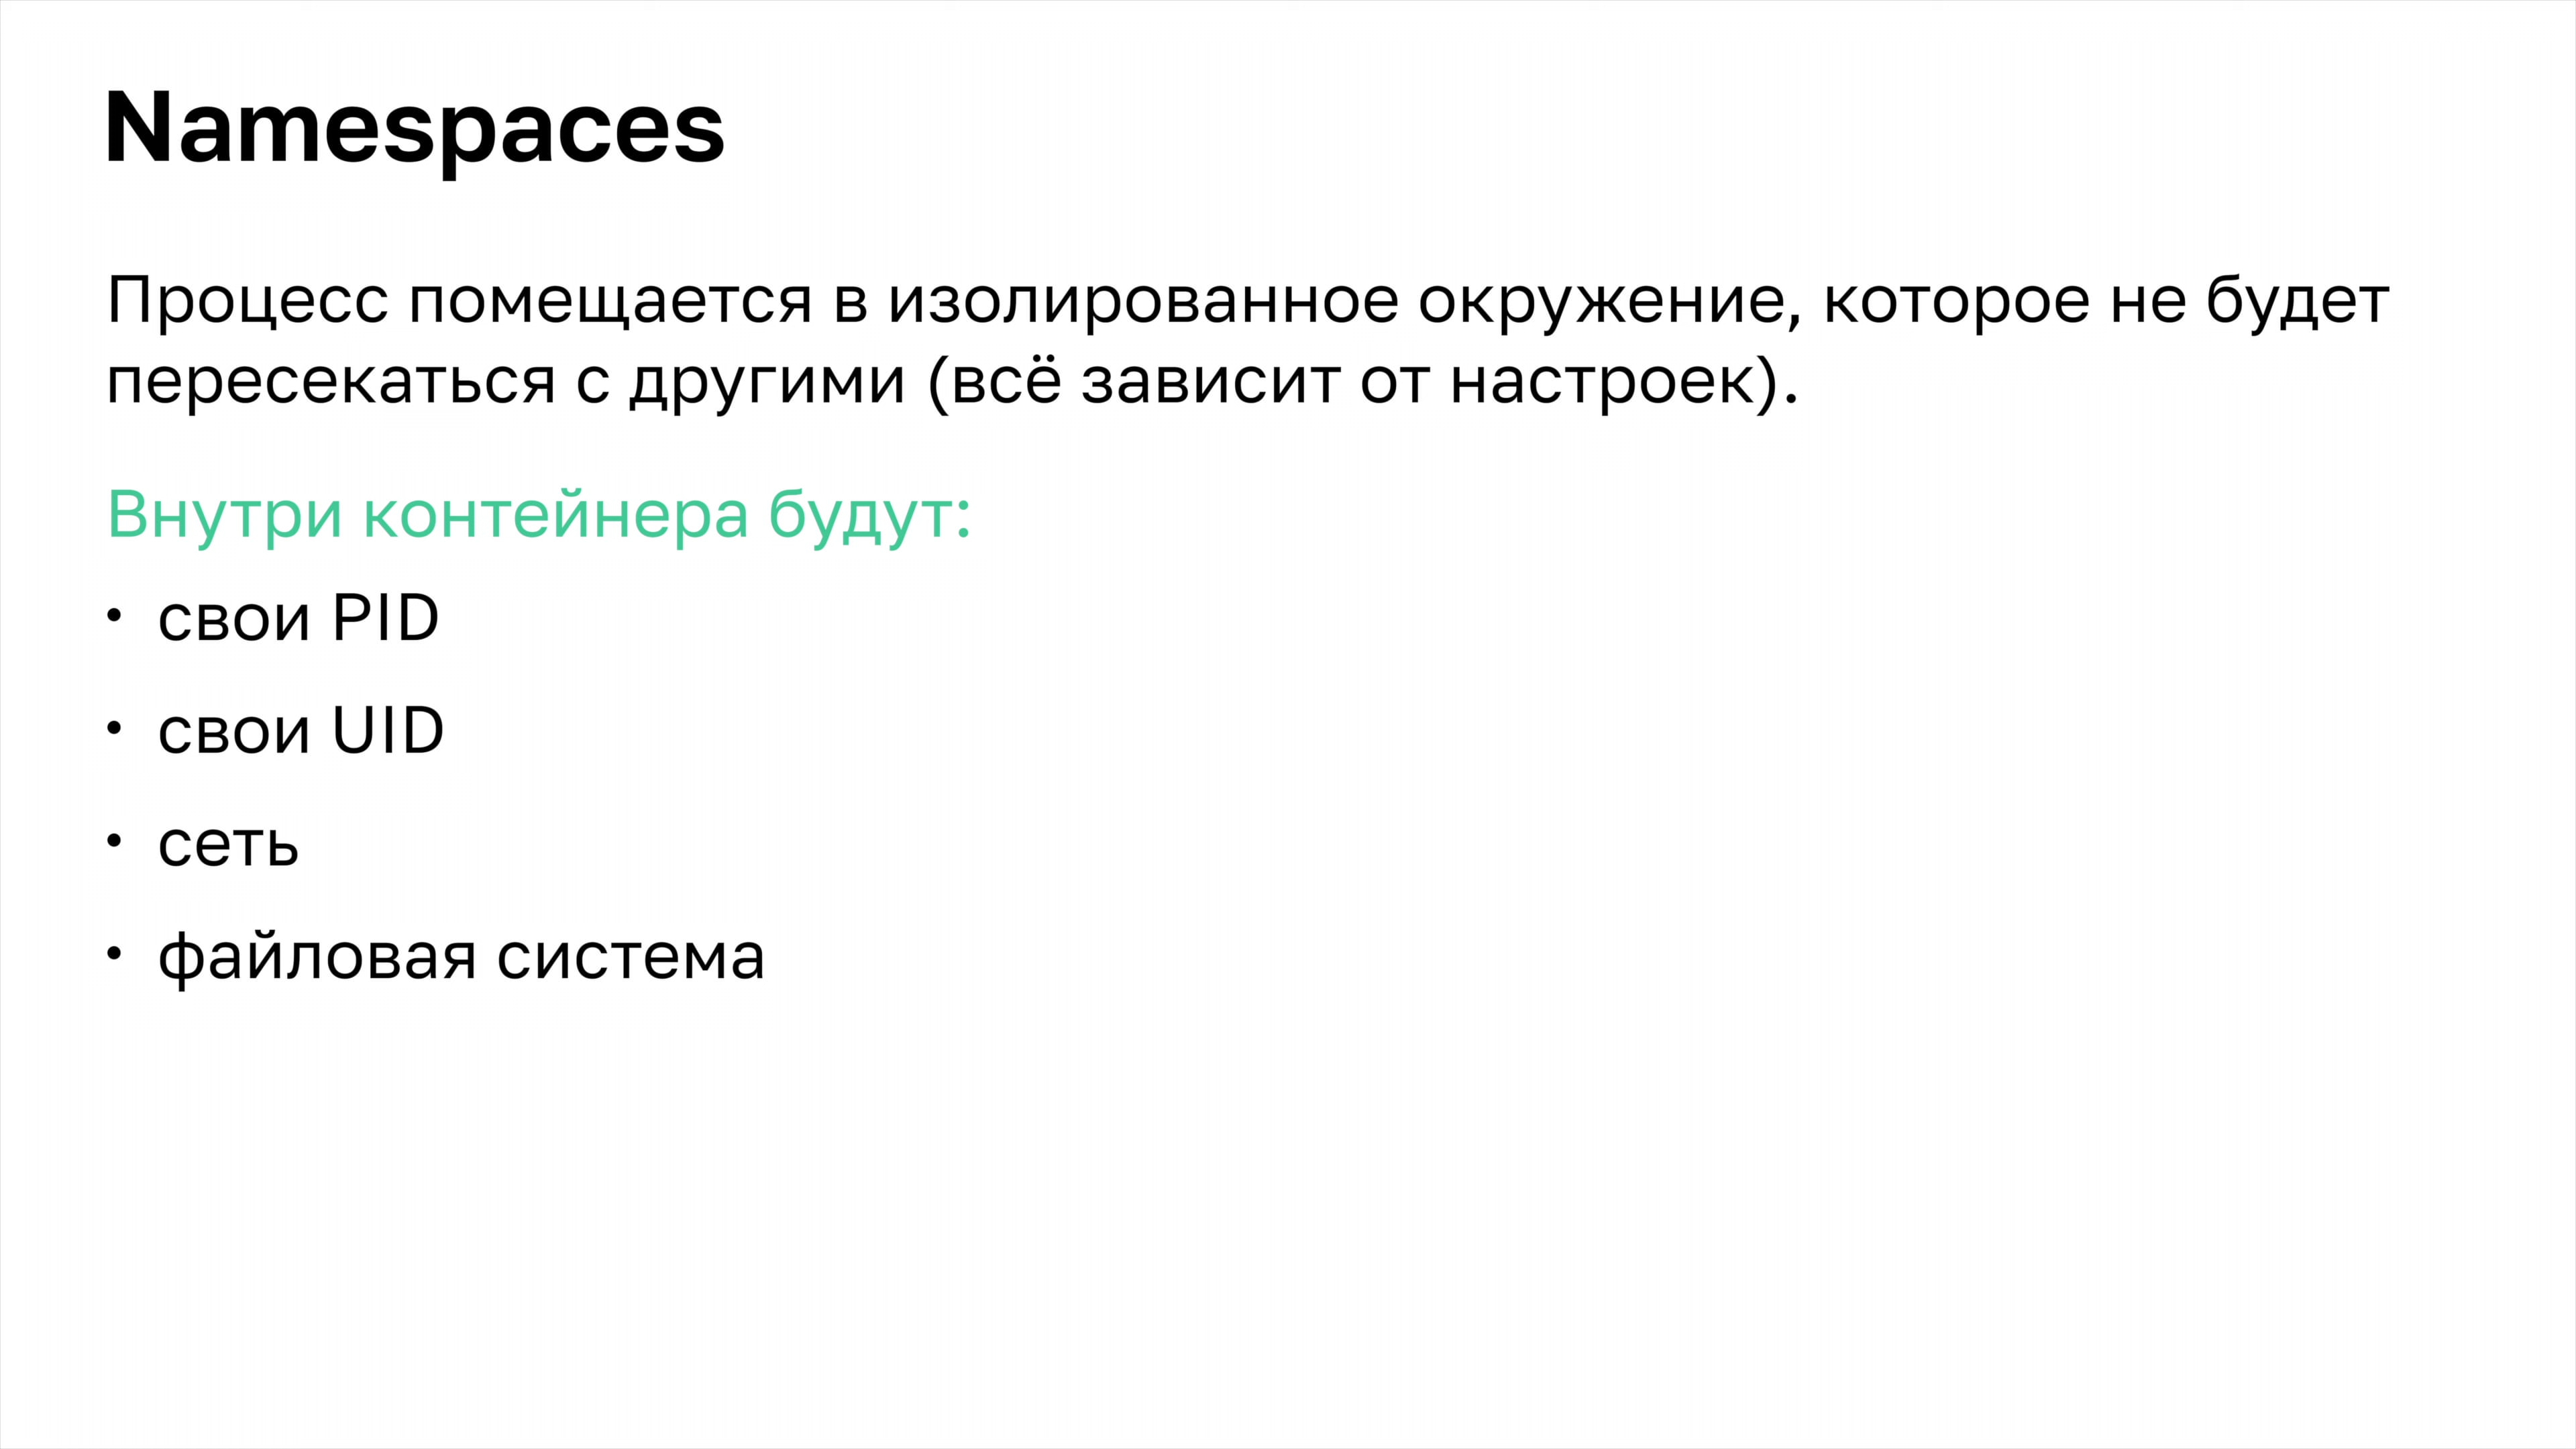 Namespaces
Процесс помещается в изолированное окружение, которое не будет
пересекаться с другими (всё зависит от настроек).
Внутри контейнера будут:
• свои PID
• свои UID
• сеть
• файловая система